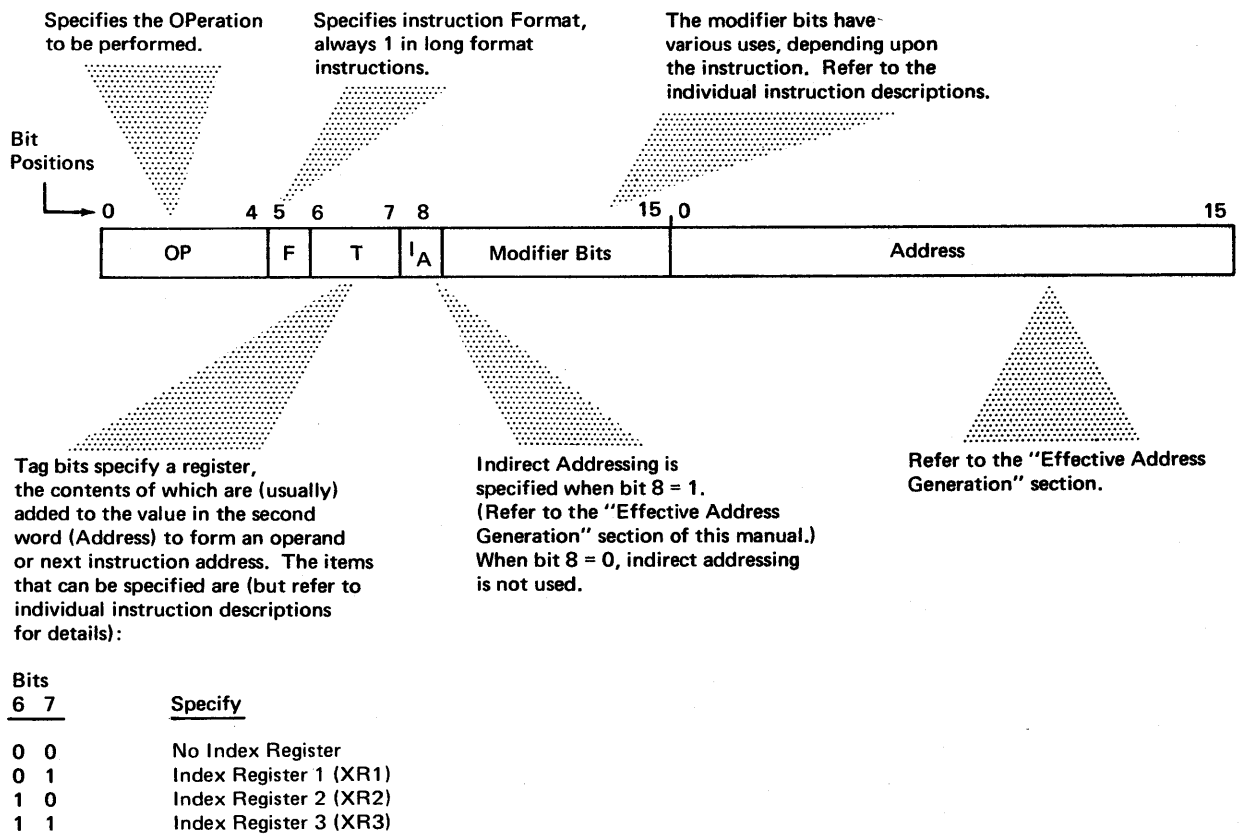 Specifies the OPeration
to be performed.
Specifies instruction Format,
always 1 in long format
instructions.
The modifier bits have
various uses, depending upon
the instruction. Refer to the
individual instruction descriptions.
Bit
Positions
0 4 5 6 7 8 15 0 15
OP F T IA Modifier Bits Address
Tag bits specify a register,
the contents of which are (usually)
added to the value in the second
word (Address) to form an operand
or next instruction address. The items
that can be specified are (but refer to
individual instruction descriptions
for details):
Indirect Addressing is
specified when bit 8 = 1.
(Refer to the "Effective Address
Generation" section of this manual.)
When bit 8 = 0, indirect addressing
is not used.
Refer to the "Effective Address
Generation" section.
Bits
6 7 Specify
0 0 No Index Register
0 1 Index Register 1 (XR1)
1 0 Index Register 2 (XR2)
1 1 Index Register 3 (XR3)